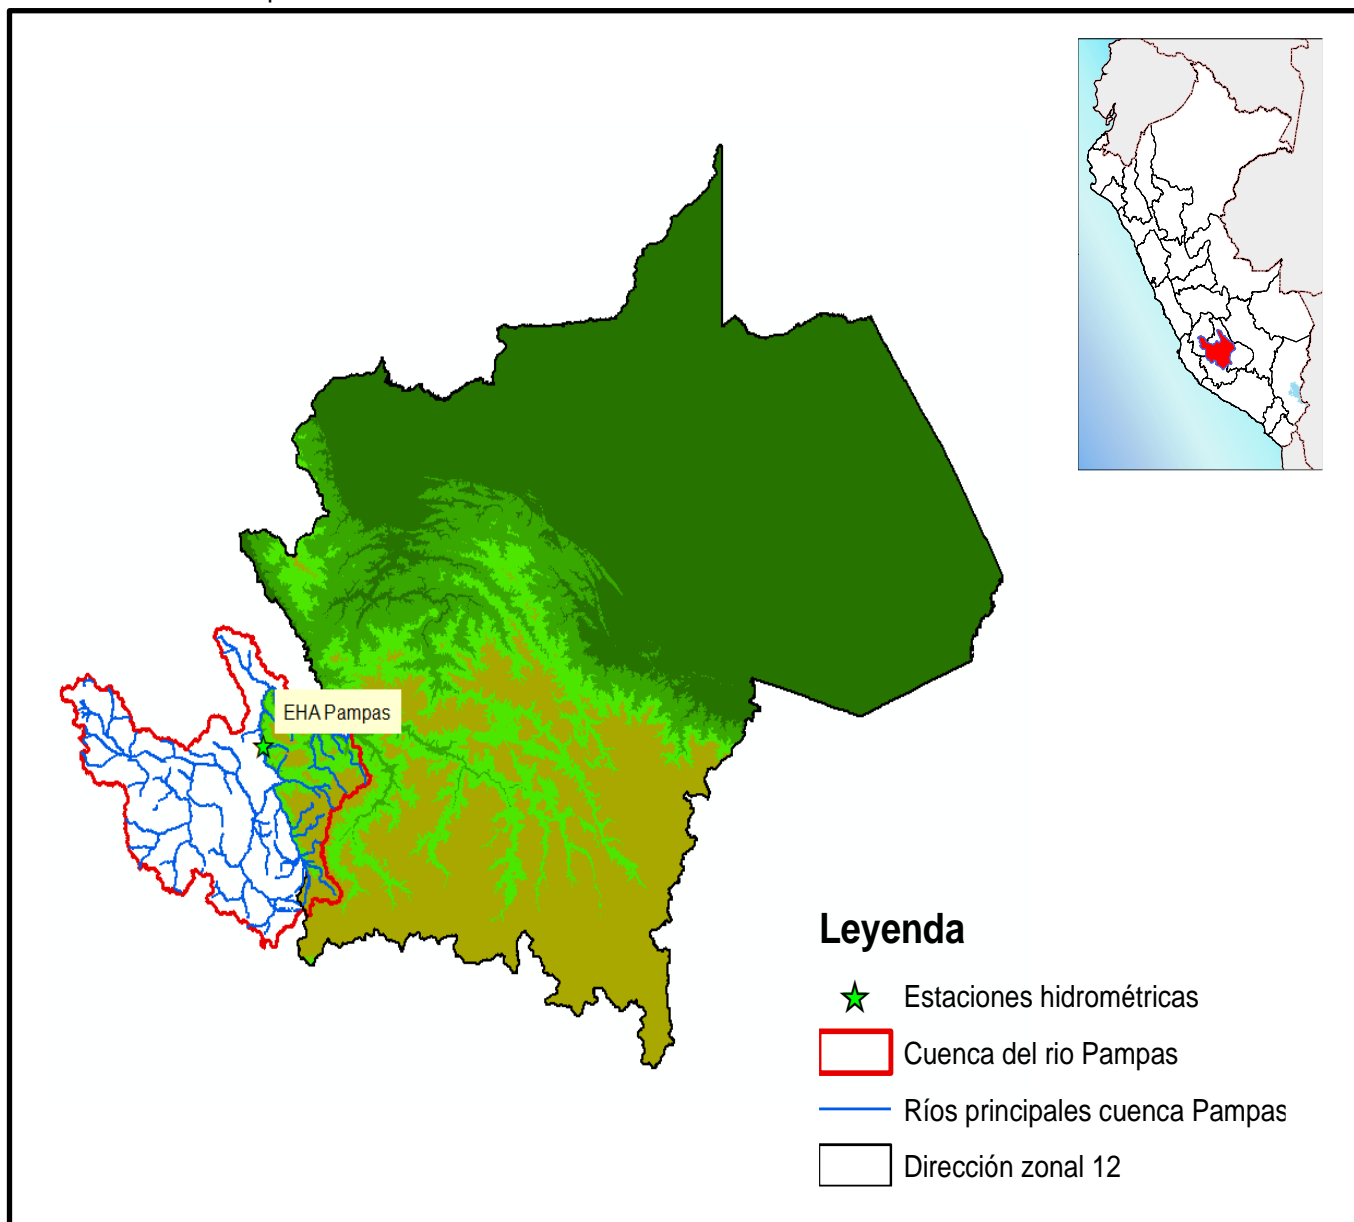 EHA Pampas
Leyenda
Estaciones hidrométricas
Cuenca del rio Pampas
Ríos principales cuenca Pampas
Dirección zonal 12